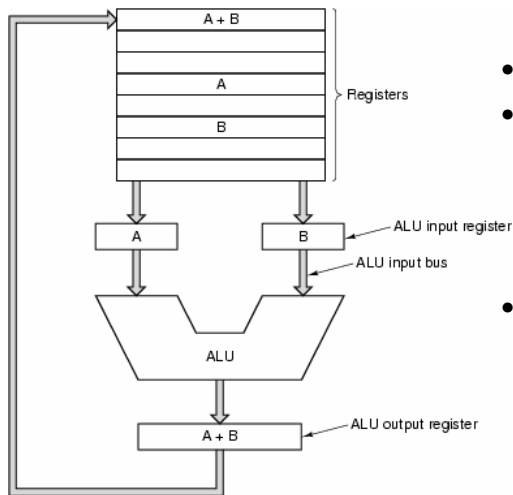 A + B
A
Registers
B
A
B
ALU input register
ALU input bus
ALU
A + B
ALU output register